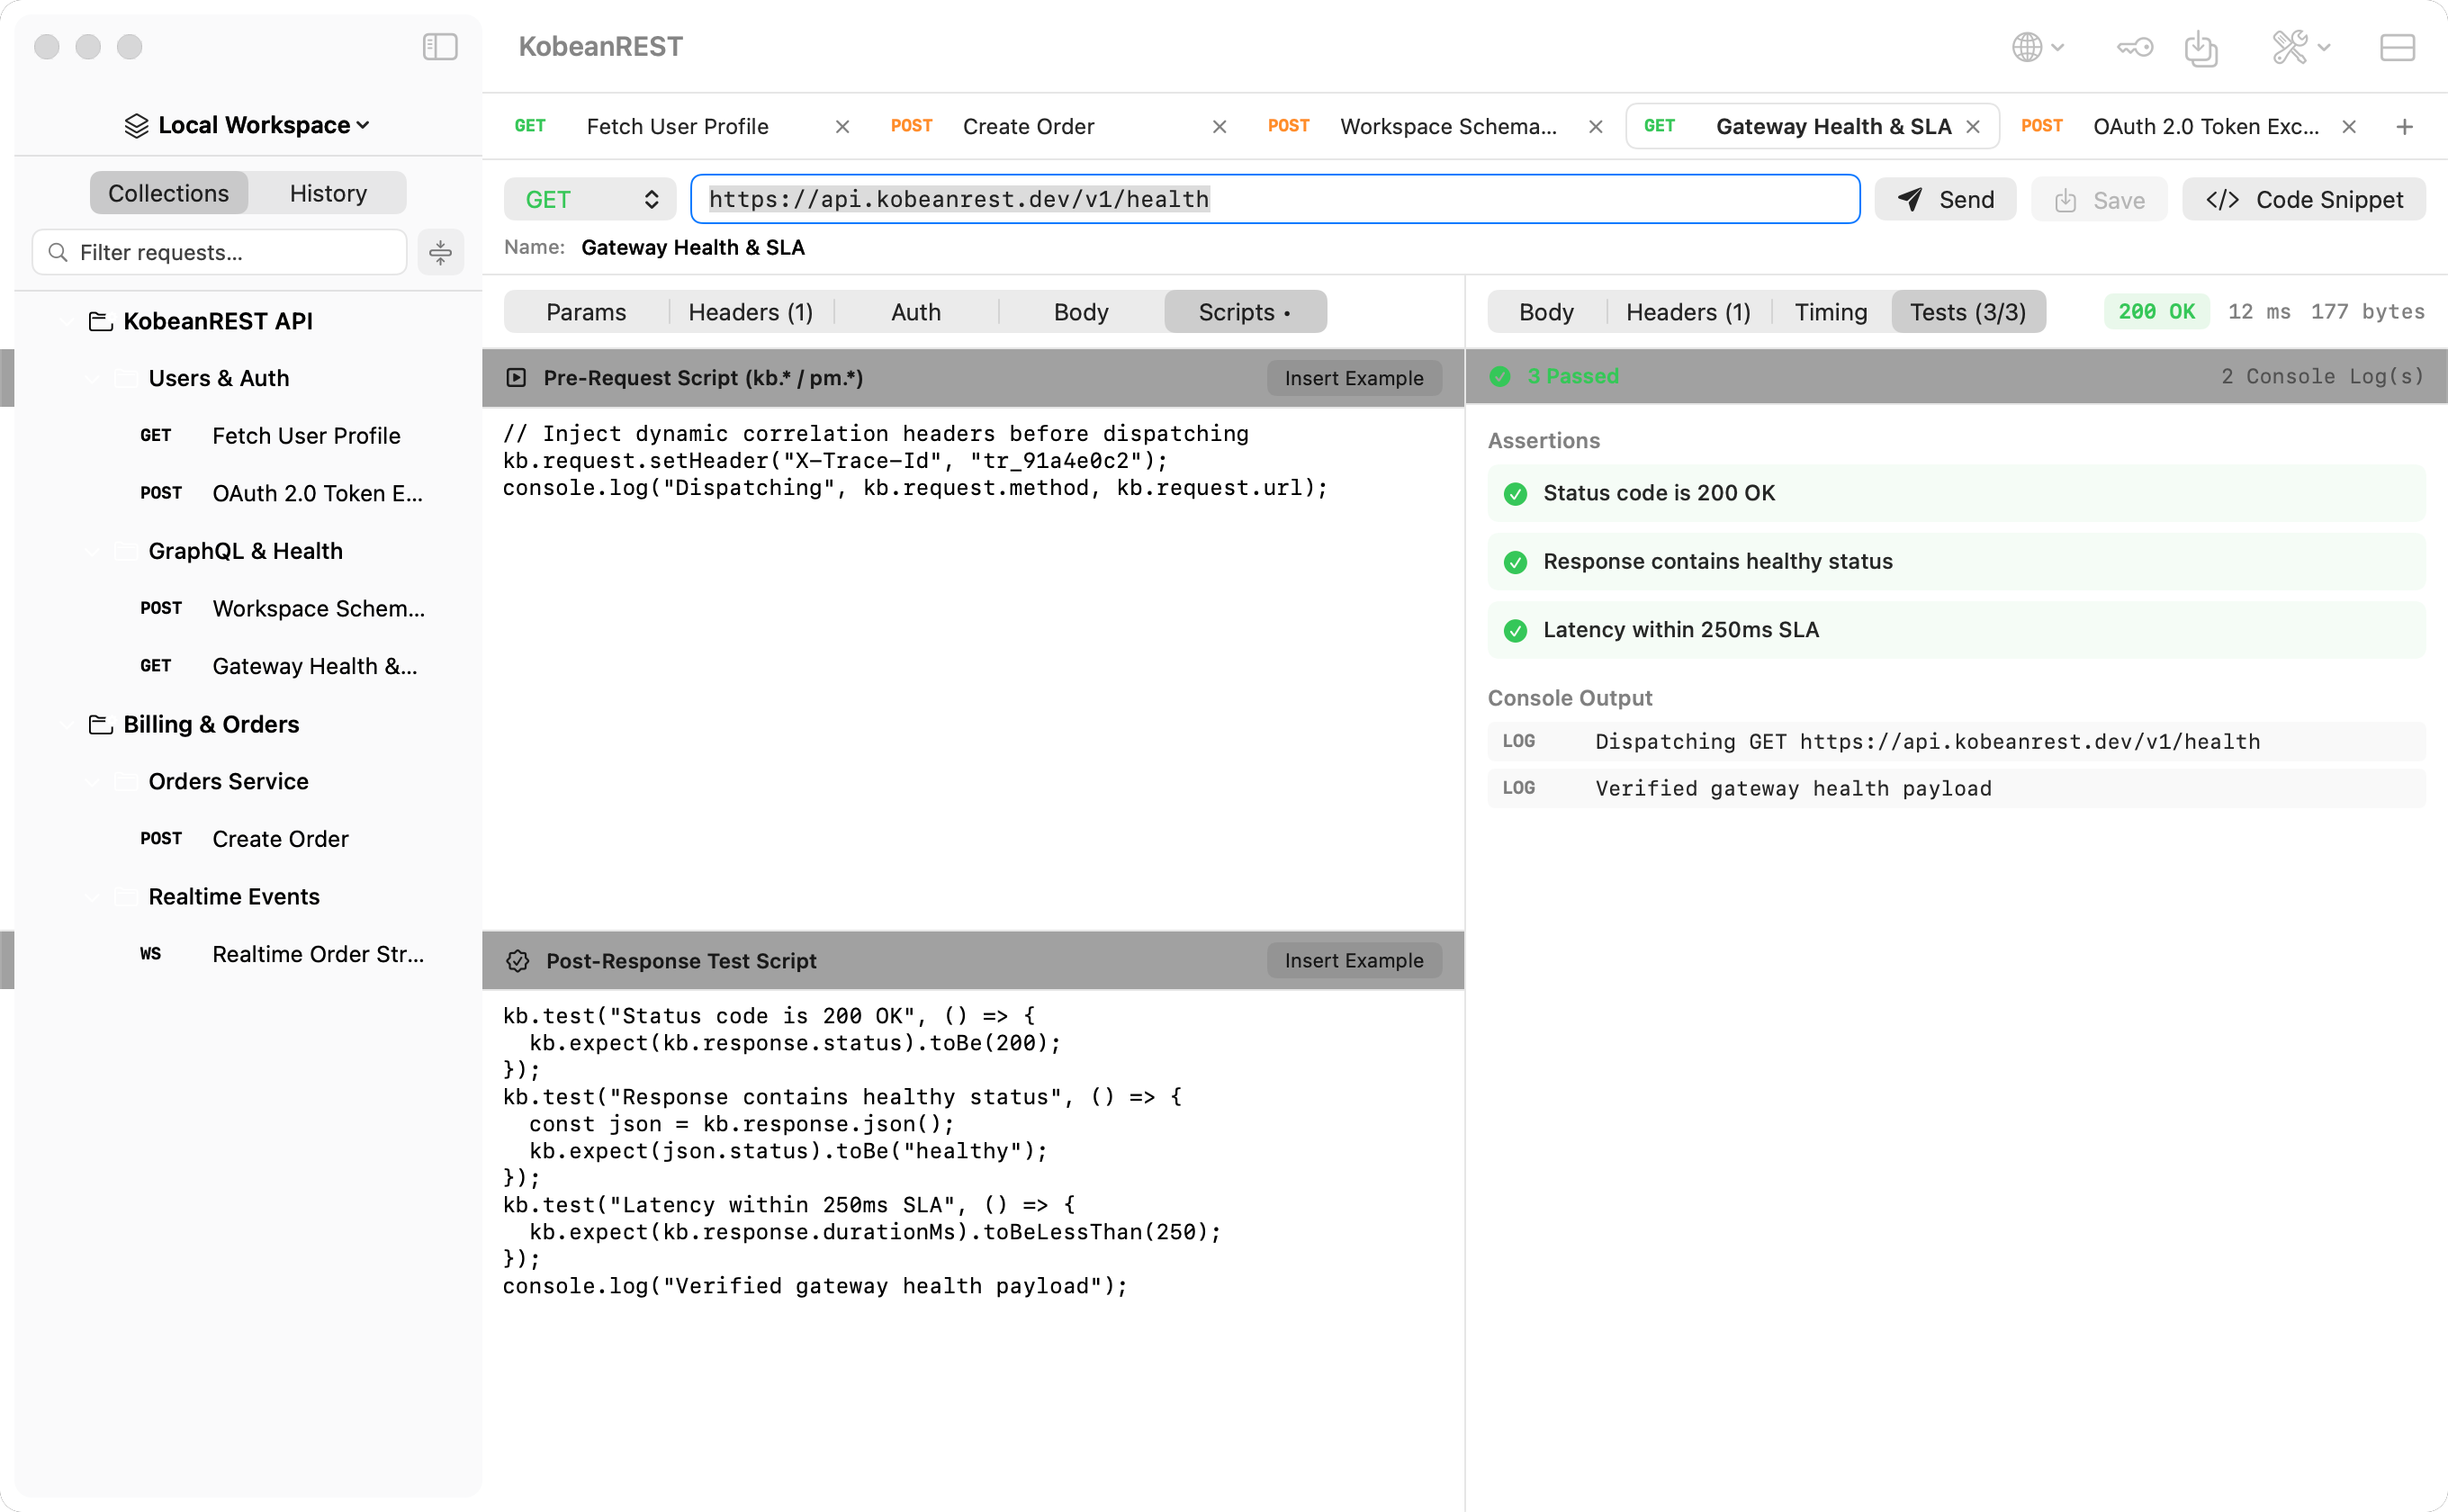 KobeanREST
Local Workspace
Collections
History
Filter requests...
KobeanREST API
Users & Auth
GET Fetch User Profile
POST OAuth 2.0 Token E...
GraphQL & Health
POST Workspace Schem...
GET Gateway Health &...
Billing & Orders
Orders Service
POST Create Order
Realtime Events
WS Realtime Order Str...
GET Fetch User Profile
POST Create Order
POST Workspace Schema...
GET Gateway Health & SLA
POST OAuth 2.0 Token Exc...
GET
https://api.kobeanrest.dev/v1/health
Send
Save
</> Code Snippet
Name: Gateway Health & SLA
Params
Headers (1)
Auth
Body
Scripts •
Pre-Request Script (kb.* / pm.*)
Insert Example
// Inject dynamic correlation headers before dispatching
kb.request.setHeader("X-Trace-Id", "tr_91a4e0c2");
console.log("Dispatching", kb.request.method, kb.request.url);
Post-Response Test Script
Insert Example
kb.test("Status code is 200 OK", () => {
  kb.expect(kb.response.status).toBe(200);
});
kb.test("Response contains healthy status", () => {
  const json = kb.response.json();
  kb.expect(json.status).toBe("healthy");
});
kb.test("Latency within 250ms SLA", () => {
  kb.expect(kb.response.durationMs).toBeLessThan(250);
});
console.log("Verified gateway health payload");
Body
Headers (1)
Timing
Tests (3/3)
200 OK
12 ms
177 bytes
3 Passed
2 Console Log(s)
Assertions
Status code is 200 OK
Response contains healthy status
Latency within 250ms SLA
Console Output
LOG Dispatching GET https://api.kobeanrest.dev/v1/health
LOG Verified gateway health payload